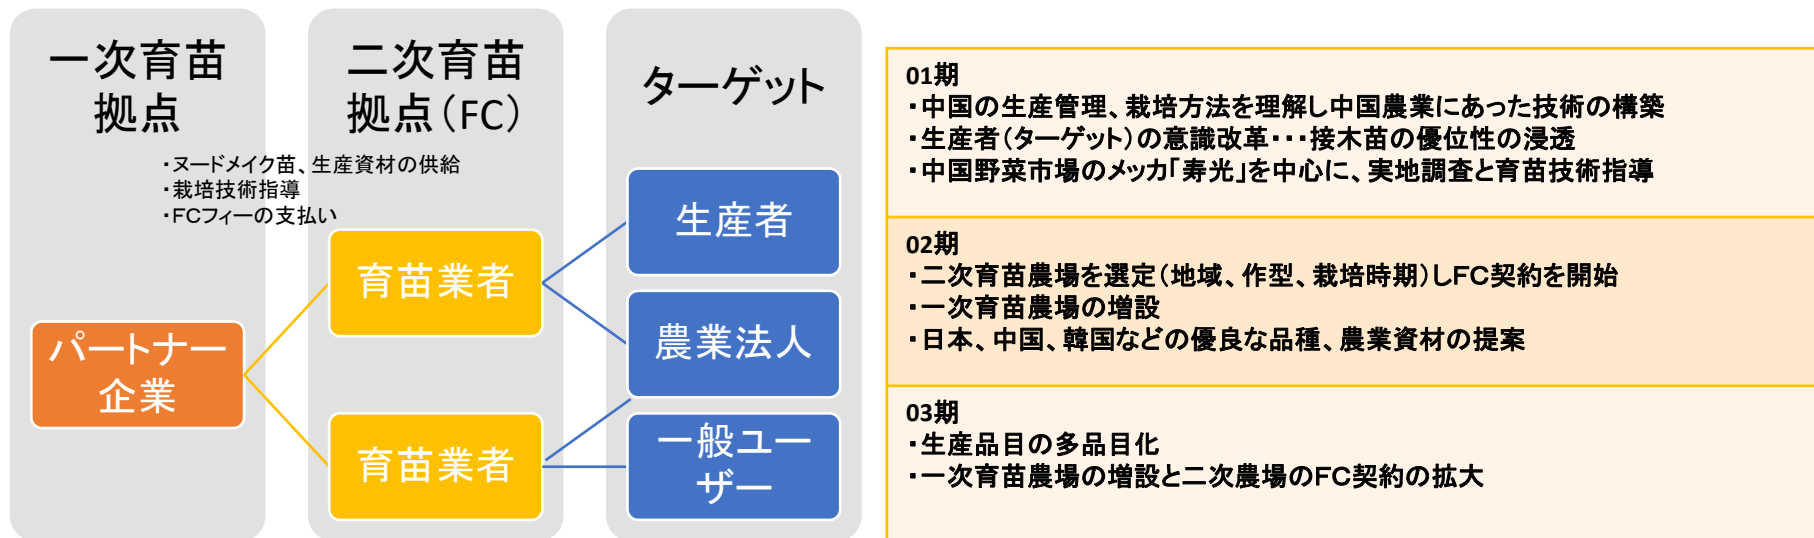 一次育苗
拠点
二次育苗
拠点（FC）
ターゲット
・ヌードメイク苗、生産資材の供給
・栽培技術指導
・FCフィーの支払い
パートナー
企業
育苗業者
育苗業者
生産者
農業法人
一般ユー
ザー
01期
・中国の生産管理、栽培方法を理解し中国農業にあった技術の構築
・生産者（ターゲット）の意識改革・・・接木苗の優位性の浸透
・中国野菜市場のメッカ「寿光」を中心に、実地調査と育苗技術指導
02期
・二次育苗農場を選定（地域、作型、栽培時期）しFC契約を開始
・一次育苗農場の増設
・日本、中国、韓国などの優良な品種、農業資材の提案
03期
・生産品目の多品目化
・一次育苗農場の増設と二次農場のFC契約の拡大